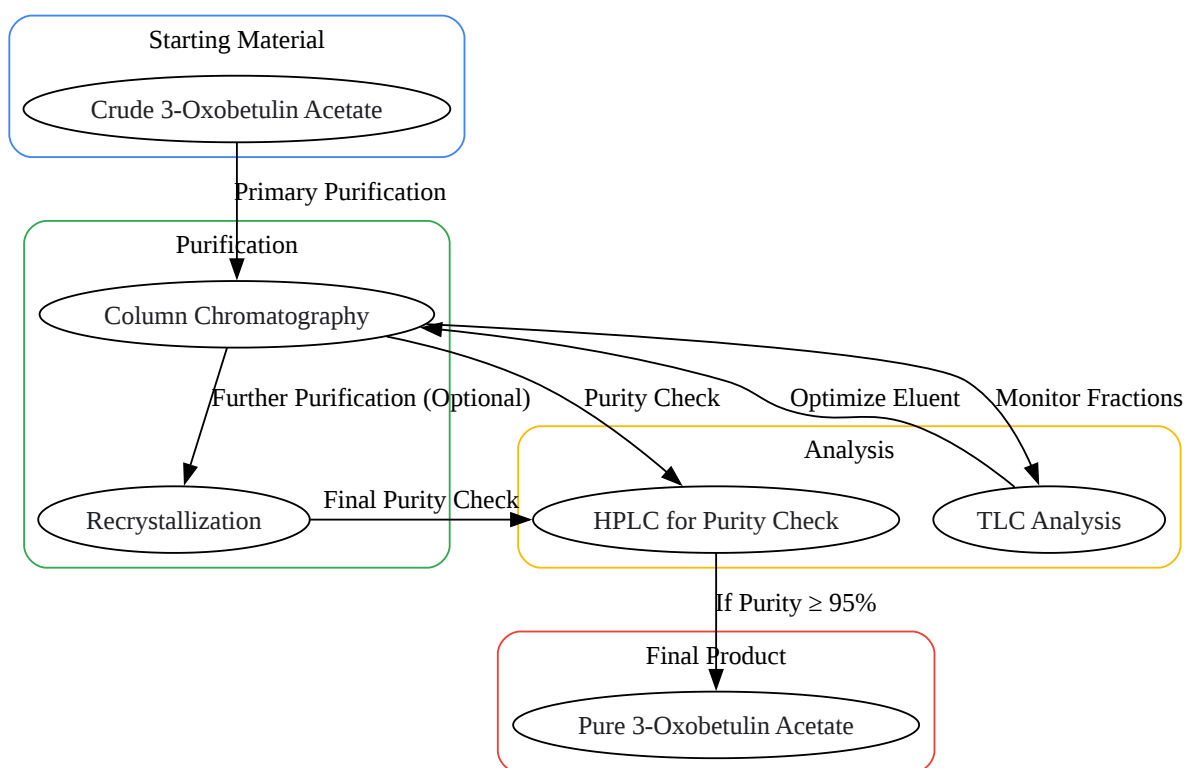 Starting Material
Crude 3-Oxobetulin Acetate
Primary Purification
Purification
Column Chromatography
Further Purification (Optional)
Purity Check
Optimize Eluent
Monitor Fractions
Analysis
Recrystallization
Final Purity Check
HPLC for Purity Check
TLC Analysis
If Purity ≥ 95%
Final Product
Pure 3-Oxobetulin Acetate